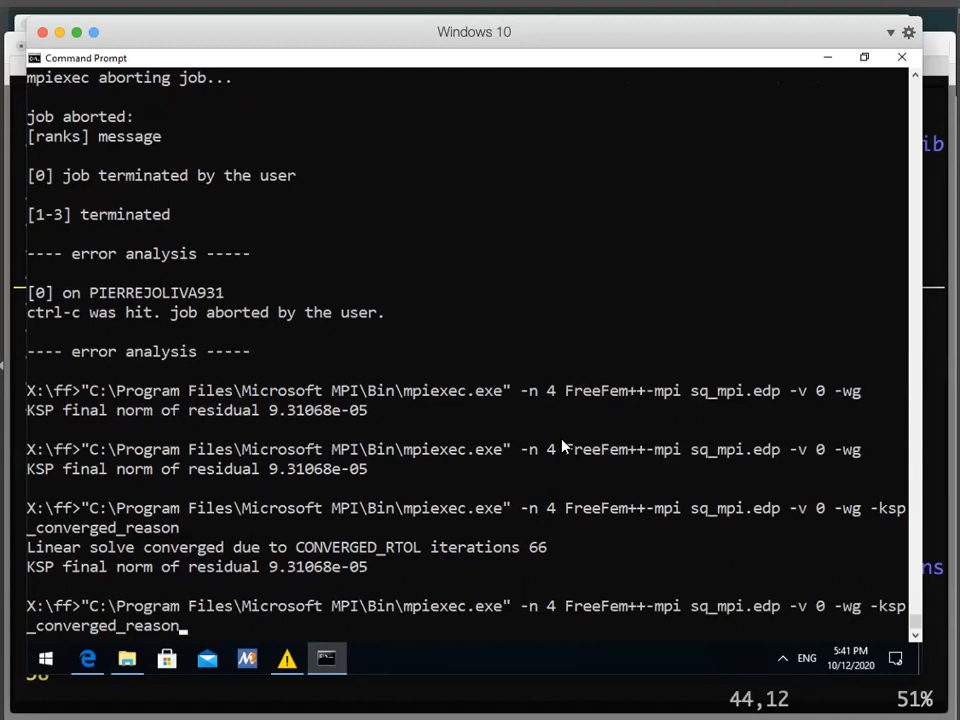 Windows 10
Command Prompt
mpiexec aborting job...
job aborted:
[ranks] message
[0] job terminated by the user
[1-3] terminated
---- error analysis -----
[0] on PIERREJOLIVA931
ctrl-c was hit. job aborted by the user.
---- error analysis -----
X:\ff>"C:\Program Files\Microsoft MPI\Bin\mpiexec.exe" -n 4 FreeFem++-mpi sq_mpi.edp -v 0 -wg
KSP final norm of residual 9.31068e-05
X:\ff>"C:\Program Files\Microsoft MPI\Bin\mpiexec.exe" -n 4 FreeFem++-mpi sq_mpi.edp -v 0 -wg
KSP final norm of residual 9.31068e-05
X:\ff>"C:\Program Files\Microsoft MPI\Bin\mpiexec.exe" -n 4 FreeFem++-mpi sq_mpi.edp -v 0 -wg -ksp
_converged_reason
Linear solve converged due to CONVERGED_RTOL iterations 66
KSP final norm of residual 9.31068e-05
X:\ff>"C:\Program Files\Microsoft MPI\Bin\mpiexec.exe" -n 4 FreeFem++-mpi sq_mpi.edp -v 0 -wg -ksp
_converged_reason
ib
ns
ENG
5:41 PM
10/12/2020
44,12
51%